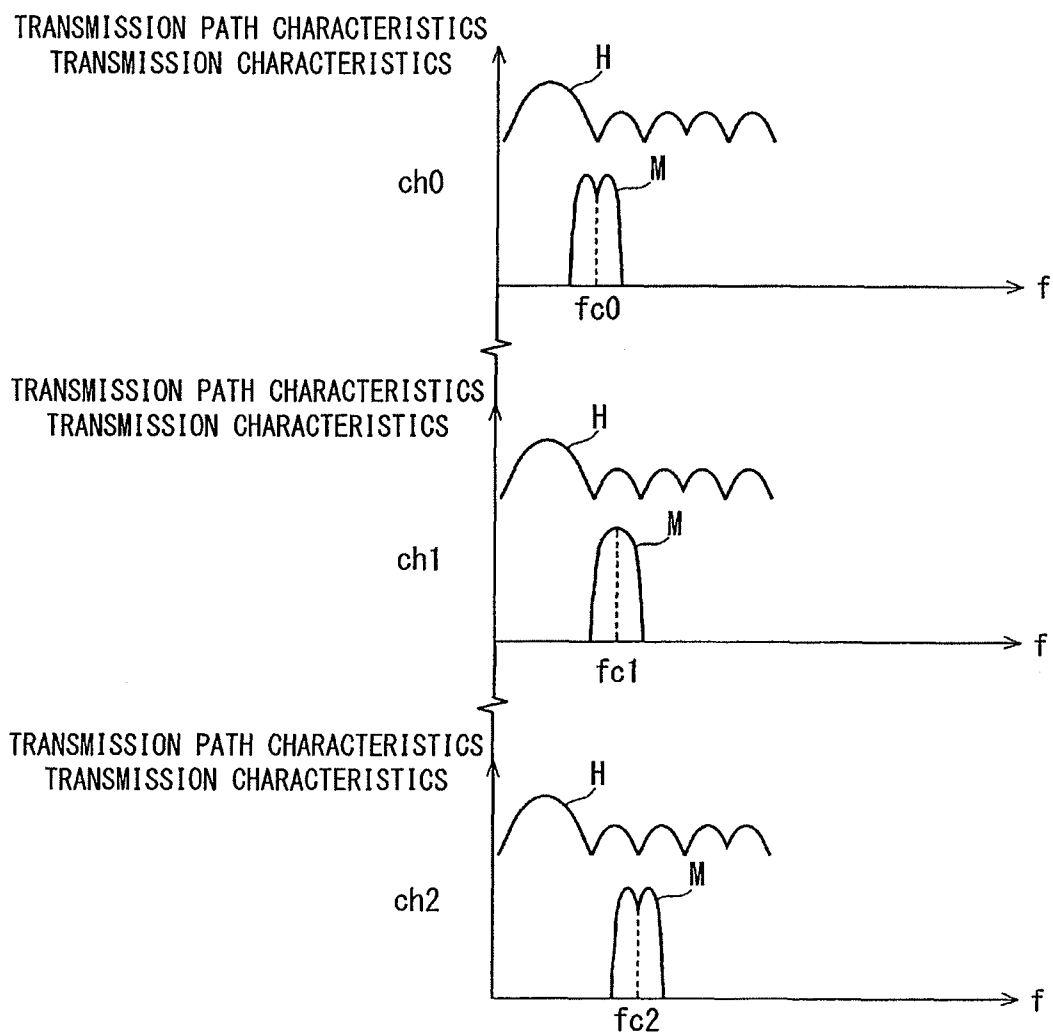 TRANSMISSION PATH CHARACTERISTICS
TRANSMISSION CHARACTERISTICS
H
ch0
M
fc0
f
TRANSMISSION PATH CHARACTERISTICS
TRANSMISSION CHARACTERISTICS
H
ch1
M
fc1
f
TRANSMISSION PATH CHARACTERISTICS
TRANSMISSION CHARACTERISTICS
H
ch2
M
fc2
f